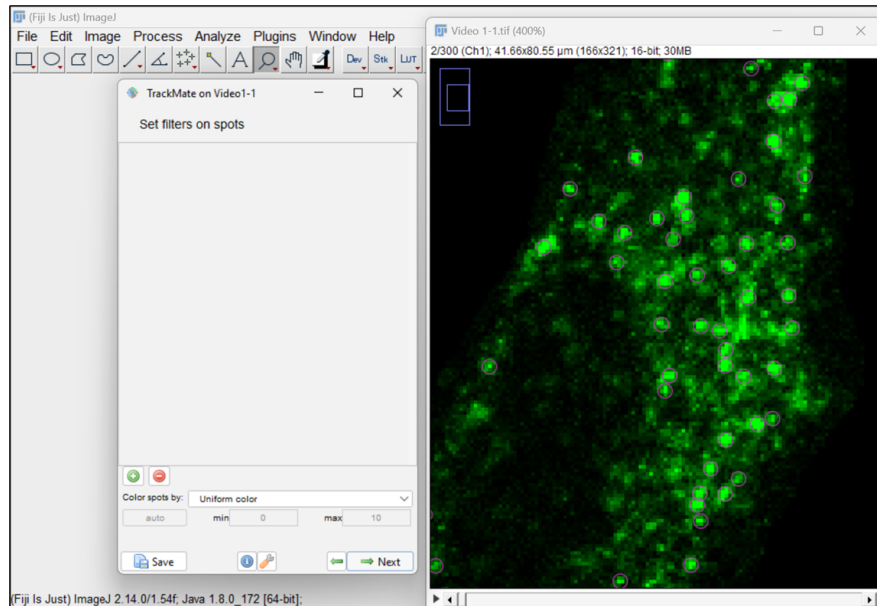 (Fiji Is Just) ImageJ
File Edit Image Process Analyze Plugins Window Help
Dev Stk LUT
TrackMate on Video1-1
Set filters on spots
Color spots by: Uniform color
auto min 0 max 10
Save Next
(Fiji Is Just) ImageJ 2.14.0/1.54f; Java 1.8.0_172 [64-bit];
Video 1-1.tif (400%)
2/300 (Ch1); 41.66x80.55 µm (166x321); 16-bit; 30MB